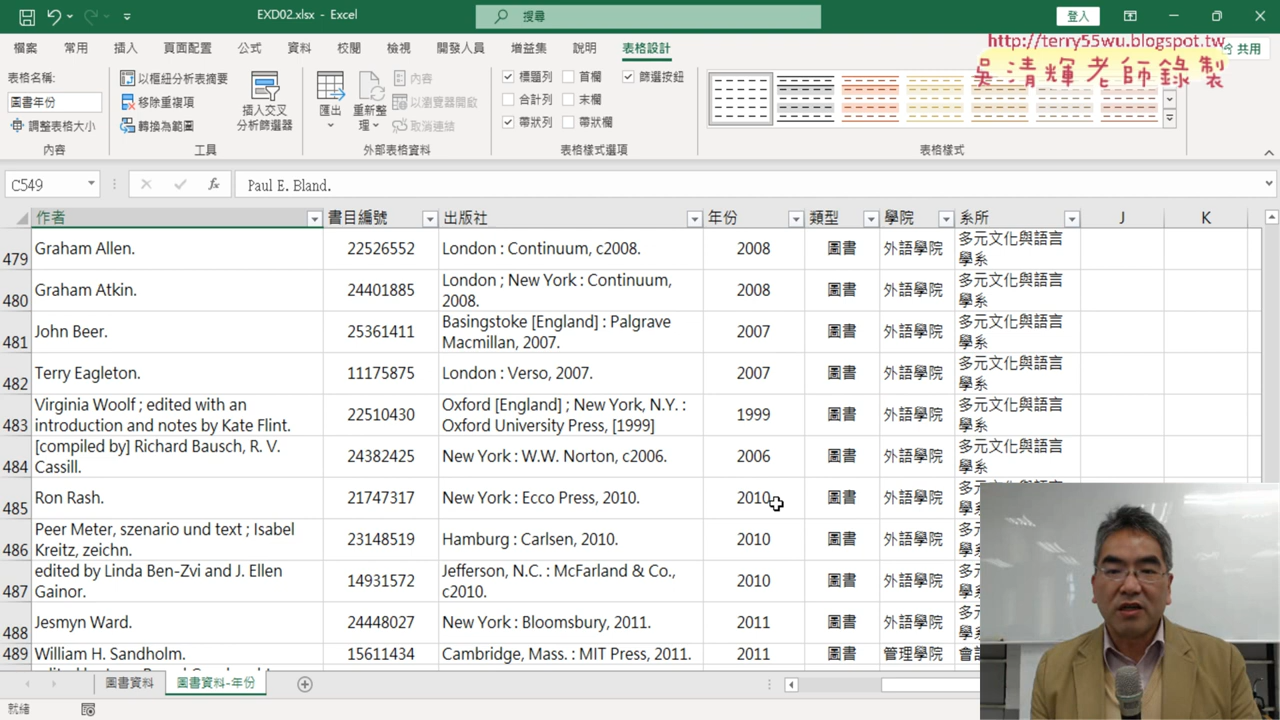 EXD02.xlsx - Excel
搜尋
登入
檔案 常用 插入 頁面配置 公式 資料 校閱 檢視 開發人員 增益集 說明 表格設計 共用
http://terry55wu.blogspot.tw
吳清輝老師錄製
表格名稱:
圖書年份
調整表格大小
內容
以樞紐分析表摘要
移除重複項
轉換為範圍
插入交叉
分析篩選器
工具
匯出
重新整
理
內容
以瀏覽器開啟
取消連結
外部表格資料
標題列 首欄 篩選按鈕
合計列 末欄
帶狀列 帶狀欄
表格樣式選項
表格樣式
C549 fx Paul E. Bland.
作者 書目編號 出版社 年份 類型 學院 系所 J K
479 Graham Allen. 22526552 London : Continuum, c2008. 2008 圖書 外語學院 多元文化與語言
學系
480 Graham Atkin. 24401885 London ; New York : Continuum,
2008. 2008 圖書 外語學院 多元文化與語言
學系
481 John Beer. 25361411 Basingstoke [England] : Palgrave
Macmillan, 2007. 2007 圖書 外語學院 多元文化與語言
學系
482 Terry Eagleton. 11175875 London : Verso, 2007. 2007 圖書 外語學院 多元文化與語言
學系
483 Virginia Woolf ; edited with an
introduction and notes by Kate Flint. 22510430 Oxford [England] ; New York, N.Y. :
Oxford University Press, [1999] 1999 圖書 外語學院 多元文化與語言
學系
484 [compiled by] Richard Bausch, R. V.
Cassill. 24382425 New York : W.W. Norton, c2006. 2006 圖書 外語學院 多元文化與語言
學系
485 Ron Rash. 21747317 New York : Ecco Press, 2010. 2010 圖書 外語學院
486 Peer Meter, szenario und text ; Isabel
Kreitz, zeichn. 23148519 Hamburg : Carlsen, 2010. 2010 圖書 外語學院
487 edited by Linda Ben-Zvi and J. Ellen
Gainor. 14931572 Jefferson, N.C. : McFarland & Co.,
c2010. 2010 圖書 外語學院
488 Jesmyn Ward. 24448027 New York : Bloomsbury, 2011. 2011 圖書 外語學院
489 William H. Sandholm. 15611434 Cambridge, Mass. : MIT Press, 2011. 2011 圖書 管理學院
圖書資料 圖書資料-年份
就緒